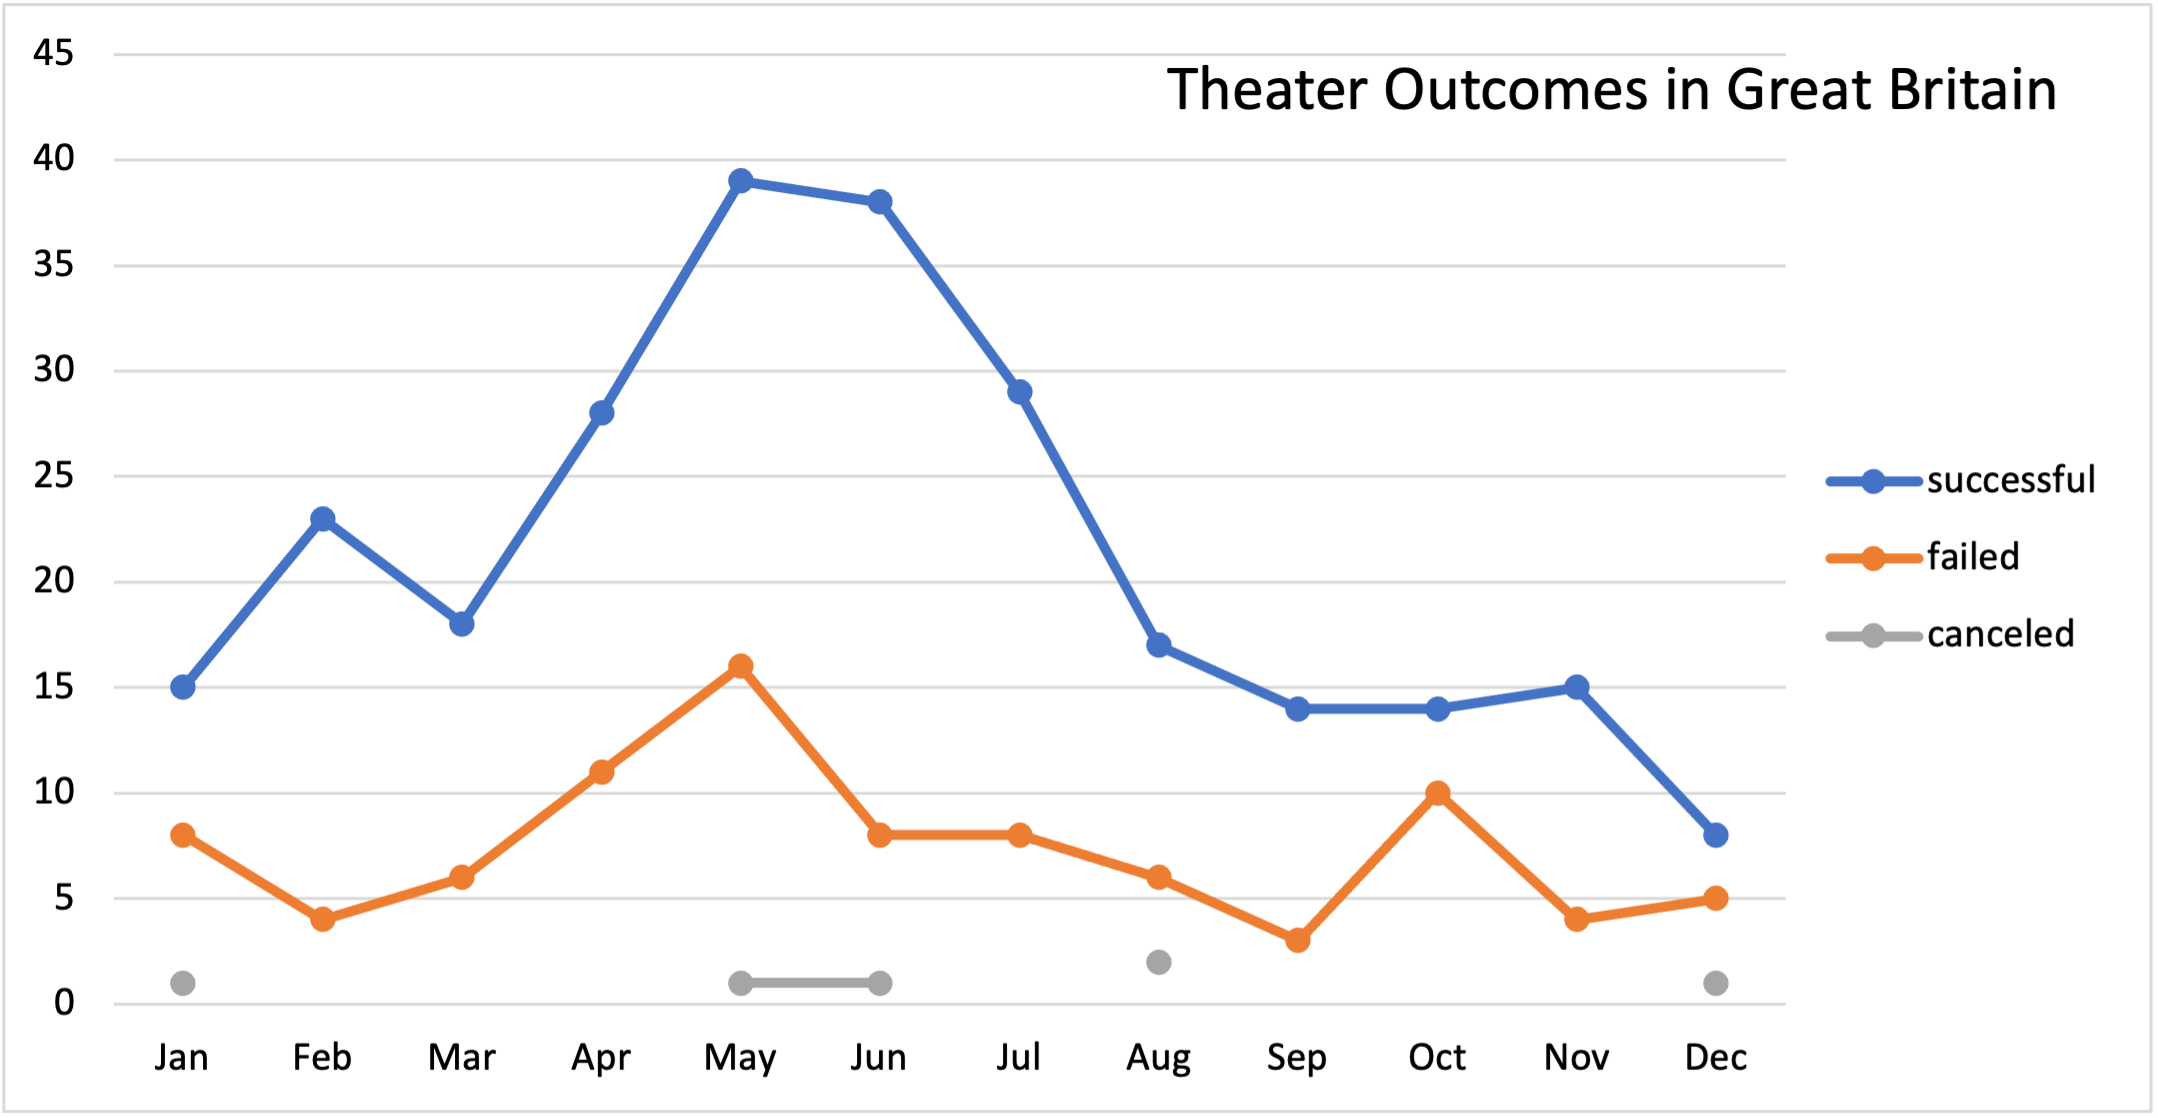 Theater Outcomes in Great Britain
45
40
35
30
25
20
15
10
5
0
Jan Feb Mar Apr May Jun Jul Aug Sep Oct Nov Dec
successful
failed
canceled